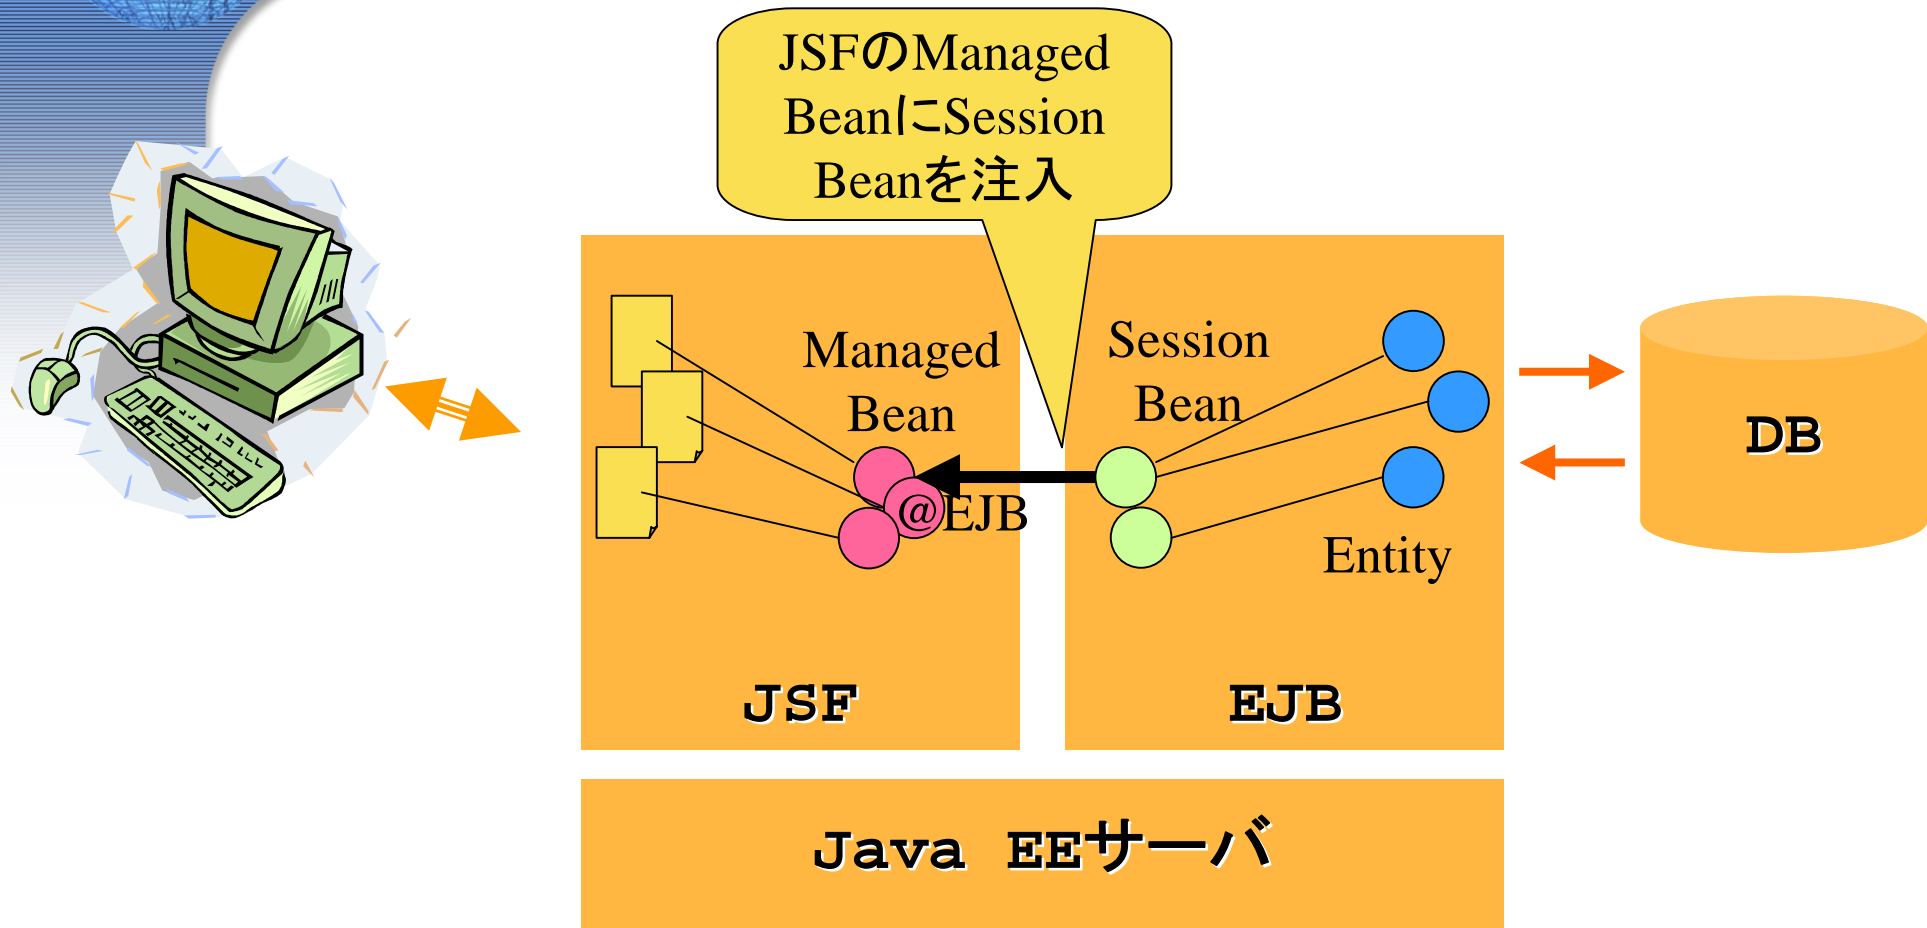 JSFのManaged
BeanにSession
Beanを注入
Managed
Bean
@EJB
JSF
Session
Bean
Entity
EJB
DB
Java EEサーバ